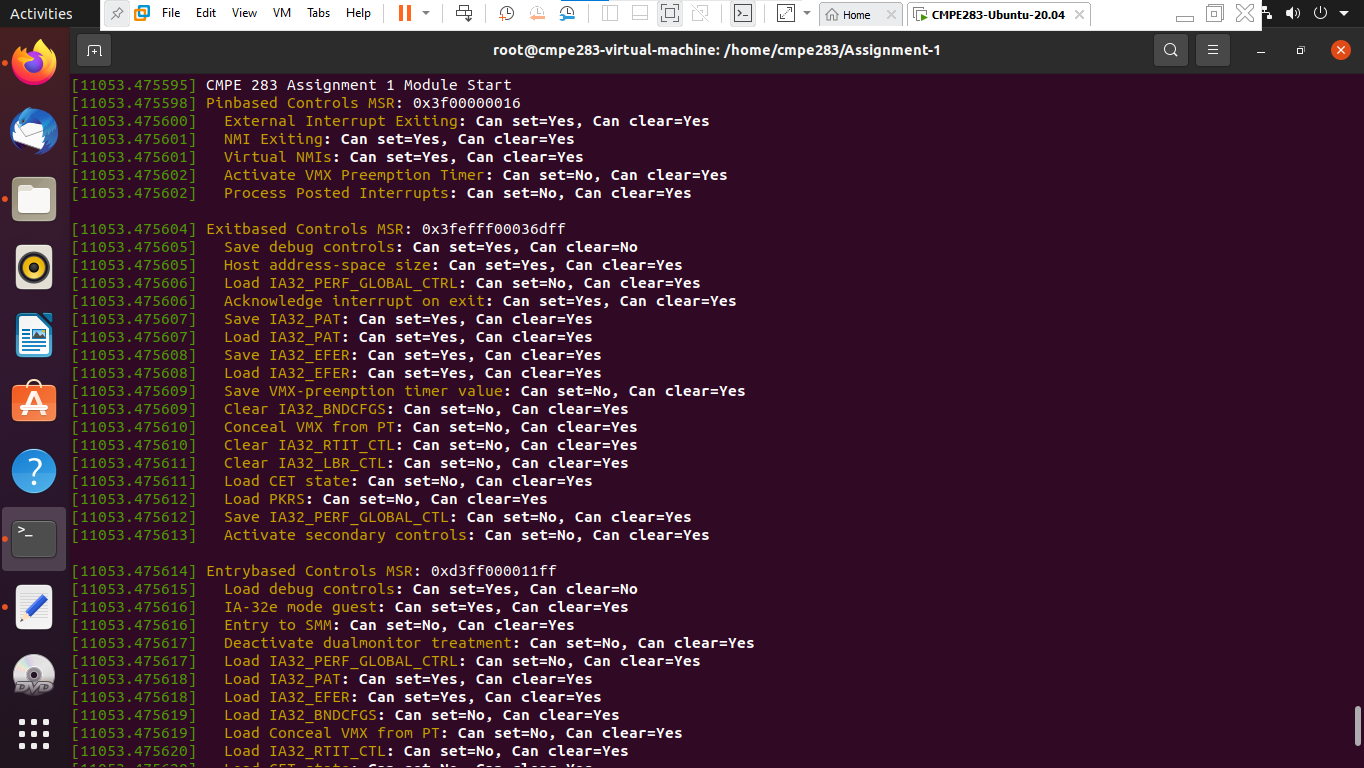 Activities File Edit View VM Tabs Help Home CMPE283-Ubuntu-20.04
root@cmpe283-virtual-machine: /home/cmpe283/Assignment-1
[11053.475595] CMPE 283 Assignment 1 Module Start
[11053.475598] Pinbased Controls MSR: 0x3f00000016
[11053.475600]   External Interrupt Exiting: Can set=Yes, Can clear=Yes
[11053.475601]   NMI Exiting: Can set=Yes, Can clear=Yes
[11053.475601]   Virtual NMIs: Can set=Yes, Can clear=Yes
[11053.475602]   Activate VMX Preemption Timer: Can set=No, Can clear=Yes
[11053.475602]   Process Posted Interrupts: Can set=No, Can clear=Yes
[11053.475604] Exitbased Controls MSR: 0x3fefff00036dff
[11053.475605]   Save debug controls: Can set=Yes, Can clear=No
[11053.475605]   Host address-space size: Can set=Yes, Can clear=Yes
[11053.475606]   Load IA32_PERF_GLOBAL_CTRL: Can set=No, Can clear=Yes
[11053.475606]   Acknowledge interrupt on exit: Can set=Yes, Can clear=Yes
[11053.475607]   Save IA32_PAT: Can set=Yes, Can clear=Yes
[11053.475607]   Load IA32_PAT: Can set=Yes, Can clear=Yes
[11053.475608]   Save IA32_EFER: Can set=Yes, Can clear=Yes
[11053.475608]   Load IA32_EFER: Can set=Yes, Can clear=Yes
[11053.475609]   Save VMX-preemption timer value: Can set=No, Can clear=Yes
[11053.475609]   Clear IA32_BNDCFGS: Can set=No, Can clear=Yes
[11053.475610]   Conceal VMX from PT: Can set=No, Can clear=Yes
[11053.475610]   Clear IA32_RTIT_CTL: Can set=No, Can clear=Yes
[11053.475611]   Clear IA32_LBR_CTL: Can set=No, Can clear=Yes
[11053.475611]   Load CET state: Can set=No, Can clear=Yes
[11053.475612]   Load PKRS: Can set=No, Can clear=Yes
[11053.475612]   Save IA32_PERF_GLOBAL_CTL: Can set=No, Can clear=Yes
[11053.475613]   Activate secondary controls: Can set=No, Can clear=Yes
[11053.475614] Entrybased Controls MSR: 0xd3ff000011ff
[11053.475615]   Load debug controls: Can set=Yes, Can clear=No
[11053.475616]   IA-32e mode guest: Can set=Yes, Can clear=Yes
[11053.475616]   Entry to SMM: Can set=No, Can clear=Yes
[11053.475617]   Deactivate dualmonitor treatment: Can set=No, Can clear=Yes
[11053.475617]   Load IA32_PERF_GLOBAL_CTRL: Can set=No, Can clear=Yes
[11053.475618]   Load IA32_PAT: Can set=Yes, Can clear=Yes
[11053.475618]   Load IA32_EFER: Can set=Yes, Can clear=Yes
[11053.475619]   Load IA32_BNDCFGS: Can set=No, Can clear=Yes
[11053.475619]   Load Conceal VMX from PT: Can set=No, Can clear=Yes
[11053.475620]   Load IA32_RTIT_CTL: Can set=No, Can clear=Yes